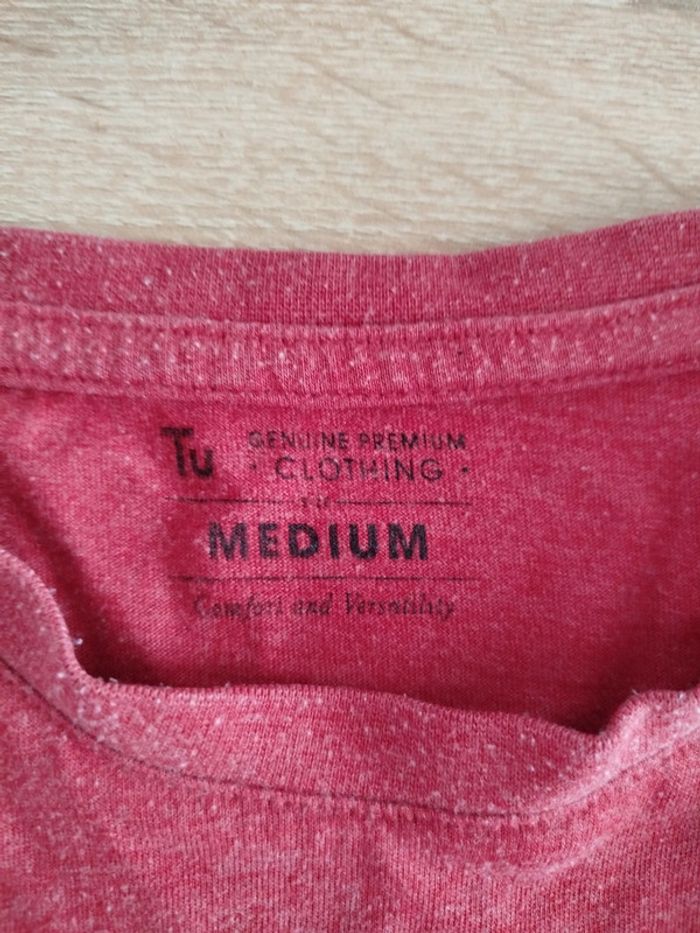 Tu GENUINE PREMIUM
· CLOTHING ·
MEDIUM
Comfort and Versatility